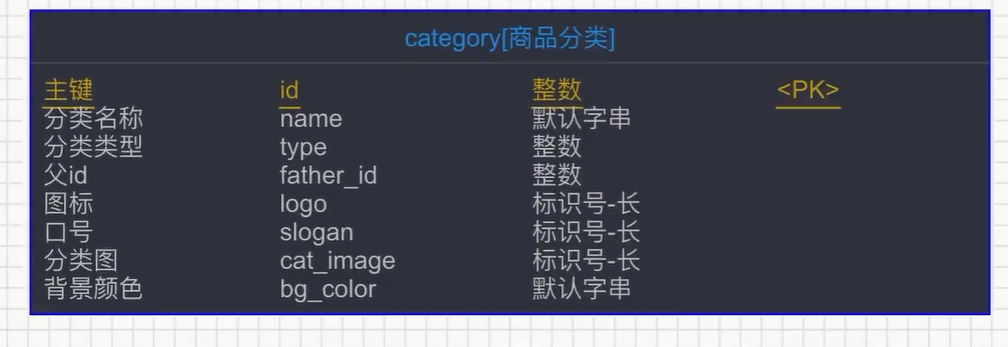 category[商品分类]
主键 id 整数 <PK>
分类名称 name 默认字串
分类类型 type 整数
父id father_id 整数
图标 logo 标识号-长
口号 slogan 标识号-长
分类图 cat_image 标识号-长
背景颜色 bg_color 默认字串